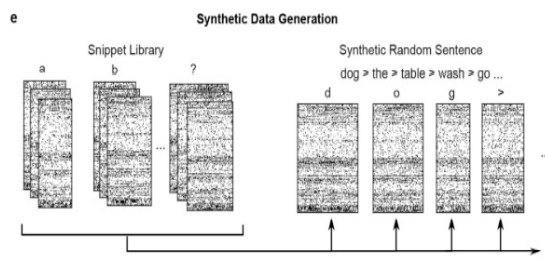 e
Synthetic Data Generation
Snippet Library
a b ?
...
Synthetic Random Sentence
dog > the > table > wash > go ...
d o g >
..